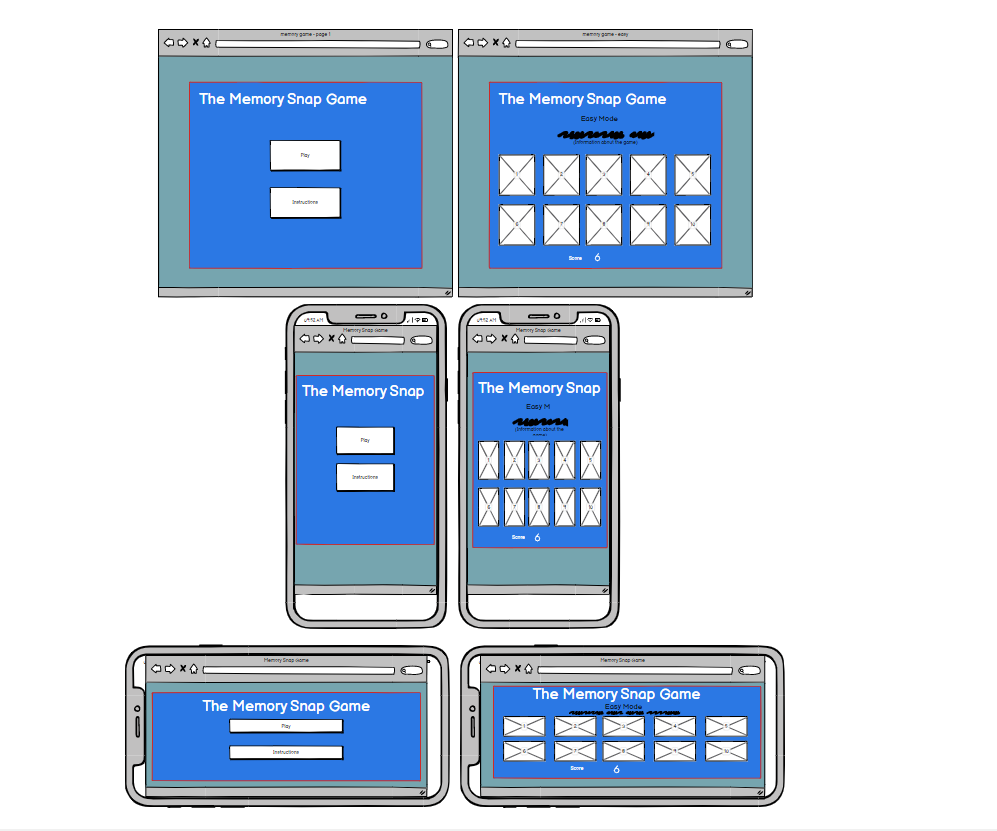 memory game - page 1
The Memory Snap Game
Play
Instructions
memory game - easy
The Memory Snap Game
Easy Mode
(Information about the game)
1 2 3 4 5
6 7 8 9 10
Score 6
Memory Snap Game
The Memory Snap
Play
Instructions
Memory Snap Game
The Memory Snap
Easy M
(Information about the
game)
1 2 3 4 5
6 7 8 9 10
Score 6
Memory Snap Game
The Memory Snap Game
Play
Instructions
Memory Snap Game
The Memory Snap Game
Easy Mode
1 2 3 4 5
6 7 8 9 10
Score 6